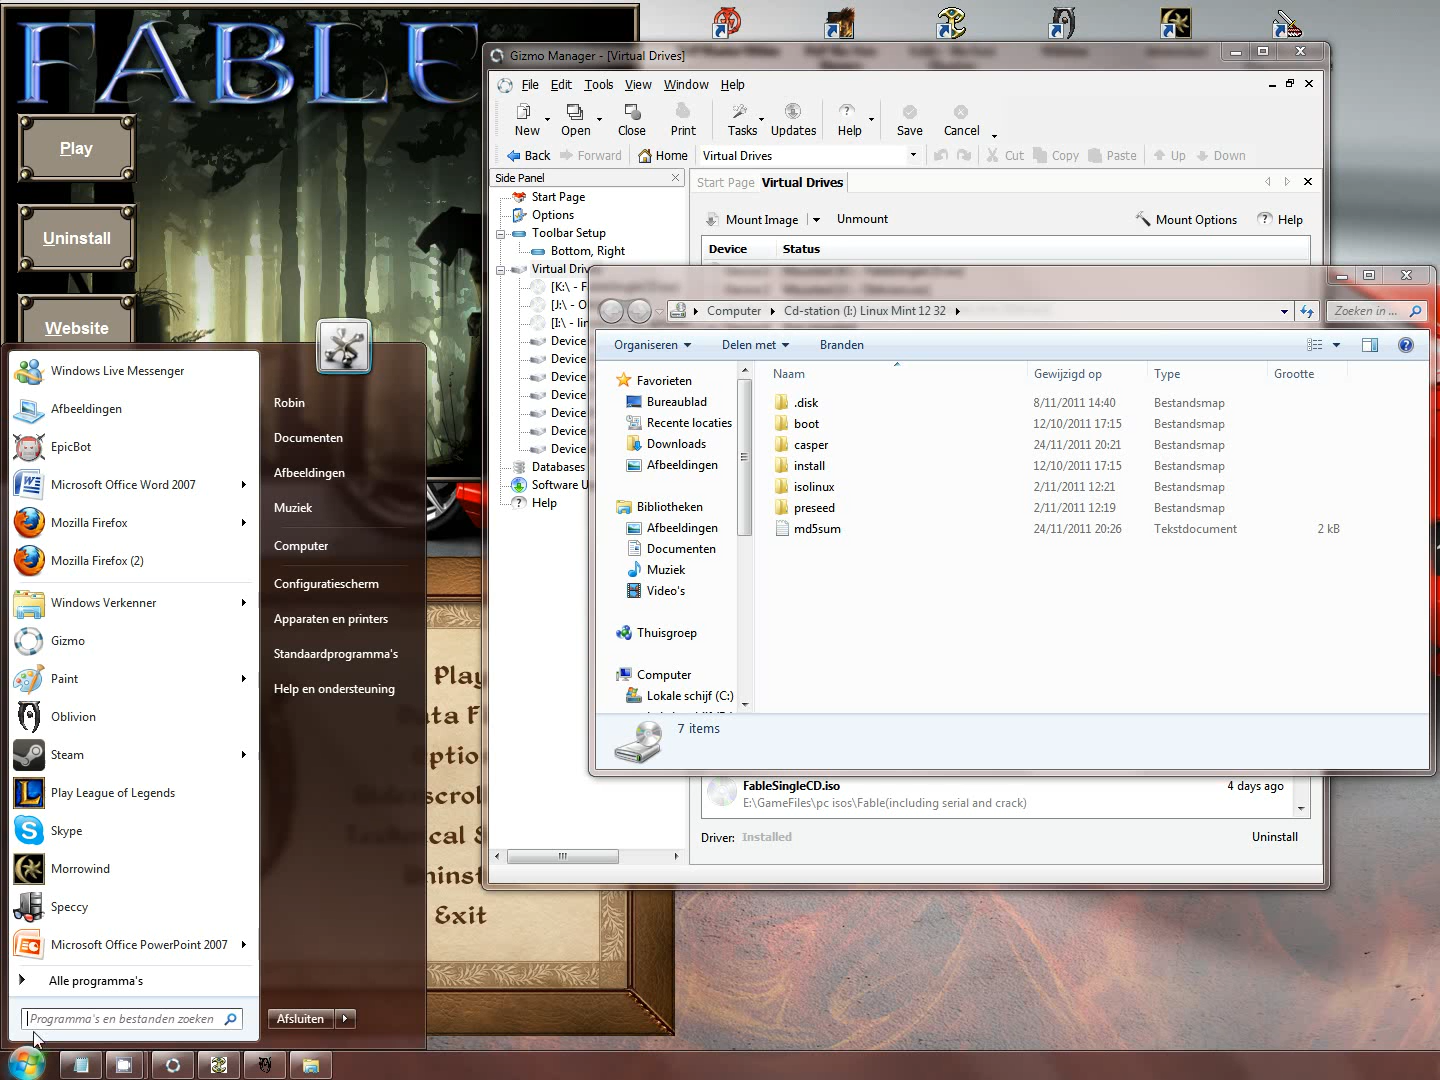 FABLE
Play
Uninstall
Website
Gizmo Manager - [Virtual Drives]
File Edit Tools View Window Help
New Open Close Print Tasks Updates Help Save Cancel
Back Forward Home Virtual Drives Cut Copy Paste Up Down
Side Panel
Start Page
Options
Toolbar Setup
Bottom, Right
Virtual Driv
[K:\ - F
[J:\ - O
[I:\ - lin
Device
Device
Device
Device
Device
Device
Device
Databases
Software U
Help
Start Page Virtual Drives
Mount Image Unmount Mount Options Help
Device Status
Computer Cd-station (I:) Linux Mint 12 32 Zoeken in ...
Organiseren Delen met Branden
Favorieten
Bureaublad
Recente locaties
Downloads
Afbeeldingen
Bibliotheken
Afbeeldingen
Documenten
Muziek
Video's
Thuisgroep
Computer
Lokale schijf (C:)
Naam Gewijzigd op Type Grootte
.disk 8/11/2011 14:40 Bestandsmap
boot 12/10/2011 17:15 Bestandsmap
casper 24/11/2011 20:21 Bestandsmap
install 12/10/2011 17:15 Bestandsmap
isolinux 2/11/2011 12:21 Bestandsmap
preseed 2/11/2011 12:19 Bestandsmap
md5sum 24/11/2011 20:26 Tekstdocument 2 kB
7 items
FableSingleCD.iso 4 days ago
E:\GameFiles\pc isos\Fable(including serial and crack)
Driver: Installed Uninstall
Windows Live Messenger
Afbeeldingen
EpicBot
Microsoft Office Word 2007
Mozilla Firefox
Mozilla Firefox (2)
Windows Verkenner
Gizmo
Paint
Oblivion
Steam
Play League of Legends
Skype
Morrowind
Speccy
Microsoft Office PowerPoint 2007
Alle programma's
Programma's en bestanden zoeken
Robin
Documenten
Afbeeldingen
Muziek
Computer
Configuratiescherm
Apparaten en printers
Standaardprogramma's
Help en ondersteuning
Afsluiten
Play
Exit